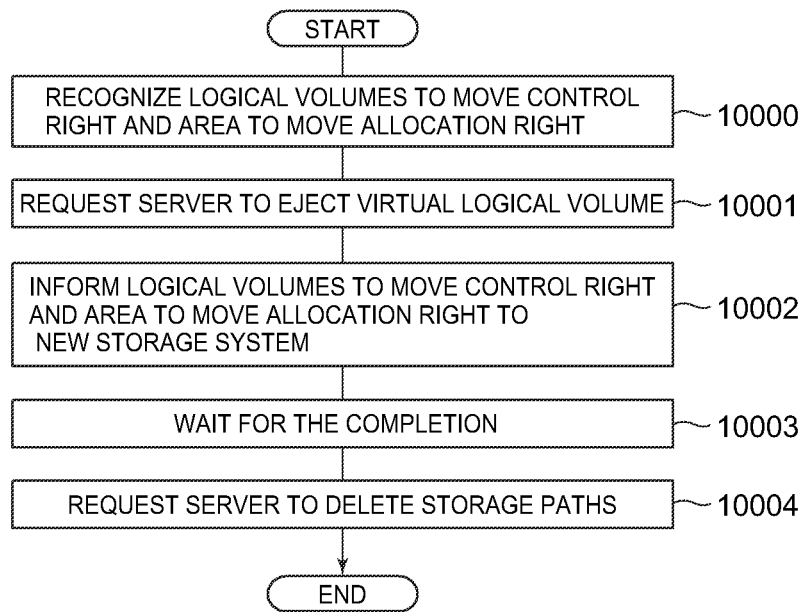 START
RECOGNIZE LOGICAL VOLUMES TO MOVE CONTROL
RIGHT AND AREA TO MOVE ALLOCATION RIGHT
10000
REQUEST SERVER TO EJECT VIRTUAL LOGICAL VOLUME
10001
INFORM LOGICAL VOLUMES TO MOVE CONTROL RIGHT
AND AREA TO MOVE ALLOCATION RIGHT TO
NEW STORAGE SYSTEM
10002
WAIT FOR THE COMPLETION
10003
REQUEST SERVER TO DELETE STORAGE PATHS
10004
END